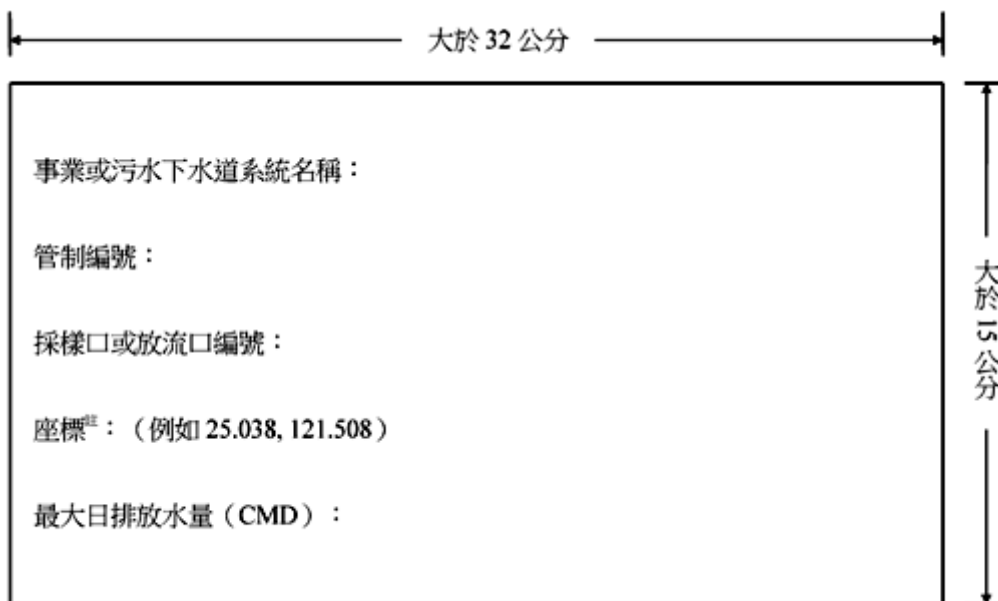 大於 32 公分
事業或污水下水道系統名稱：
管制編號：
採樣口或放流口編號：
座標註：（例如 25.038, 121.508）
最大日排放水量（CMD）：
大於 15 公分